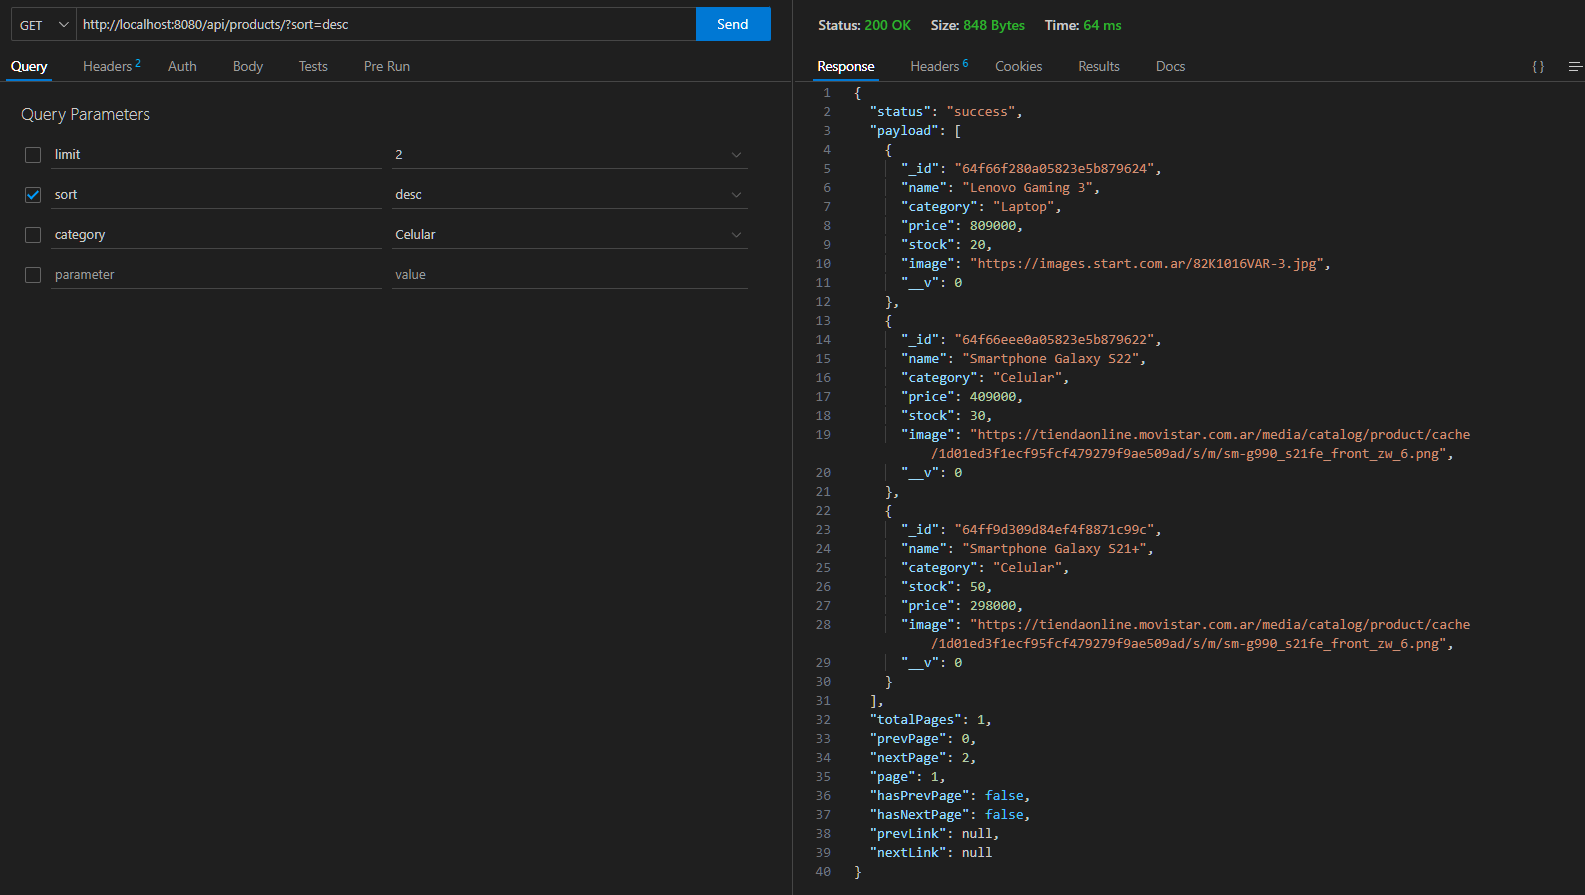 GET
http://localhost:8080/api/products/?sort=desc
Send
Query
Headers 2
Auth
Body
Tests
Pre Run
Query Parameters
limit 2
sort desc
category Celular
parameter value
Status: 200 OK Size: 848 Bytes Time: 64 ms
Response
Headers 6
Cookies
Results
Docs
{ }
1 {
2 "status": "success",
3 "payload": [
4 {
5 "_id": "64f66f280a05823e5b879624",
6 "name": "Lenovo Gaming 3",
7 "category": "Laptop",
8 "price": 809000,
9 "stock": 20,
10 "image": "https://images.start.com.ar/82K1016VAR-3.jpg",
11 "__v": 0
12 },
13 {
14 "_id": "64f66eee0a05823e5b879622",
15 "name": "Smartphone Galaxy S22",
16 "category": "Celular",
17 "price": 409000,
18 "stock": 30,
19 "image": "https://tiendaonline.movistar.com.ar/media/catalog/product/cache
/1d01ed3f1ecf95fcf479279f9ae509ad/s/m/sm-g990_s21fe_front_zw_6.png",
20 "__v": 0
21 },
22 {
23 "_id": "64ff9d309d84ef4f8871c99c",
24 "name": "Smartphone Galaxy S21+",
25 "category": "Celular",
26 "stock": 50,
27 "price": 298000,
28 "image": "https://tiendaonline.movistar.com.ar/media/catalog/product/cache
/1d01ed3f1ecf95fcf479279f9ae509ad/s/m/sm-g990_s21fe_front_zw_6.png",
29 "__v": 0
30 }
31 ],
32 "totalPages": 1,
33 "prevPage": 0,
34 "nextPage": 2,
35 "page": 1,
36 "hasPrevPage": false,
37 "hasNextPage": false,
38 "prevLink": null,
39 "nextLink": null
40 }